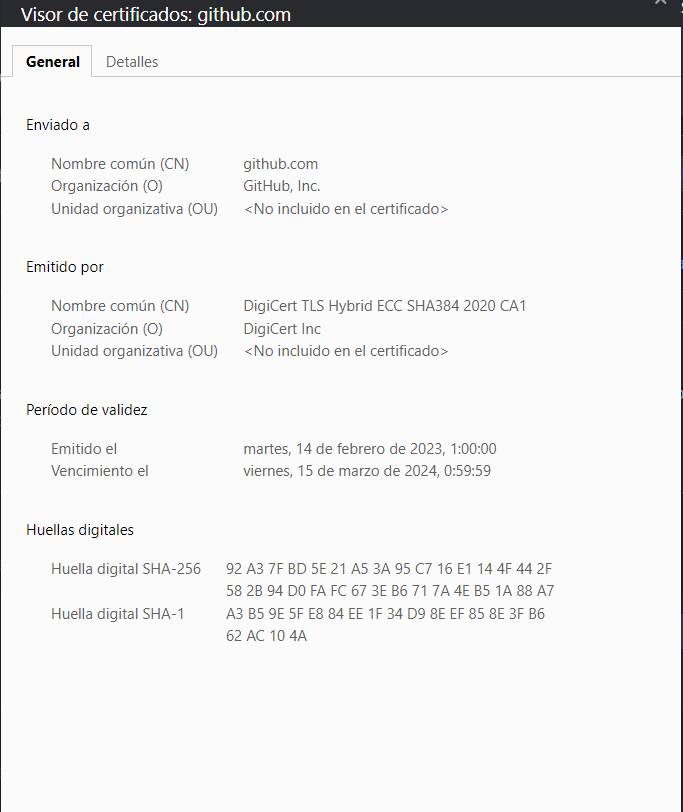 Visor de certificados: github.com
General
Detalles
Enviado a
Nombre común (CN) github.com
Organización (O) GitHub, Inc.
Unidad organizativa (OU) <No incluido en el certificado>
Emitido por
Nombre común (CN) DigiCert TLS Hybrid ECC SHA384 2020 CA1
Organización (O) DigiCert Inc
Unidad organizativa (OU) <No incluido en el certificado>
Período de validez
Emitido el martes, 14 de febrero de 2023, 1:00:00
Vencimiento el viernes, 15 de marzo de 2024, 0:59:59
Huellas digitales
Huella digital SHA-256 92 A3 7F BD 5E 21 A5 3A 95 C7 16 E1 14 4F 44 2F
58 2B 94 D0 FA FC 67 3E B6 71 7A 4E B5 1A 88 A7
Huella digital SHA-1 A3 B5 9E 5F E8 84 EE 1F 34 D9 8E EF 85 8E 3F B6
62 AC 10 4A